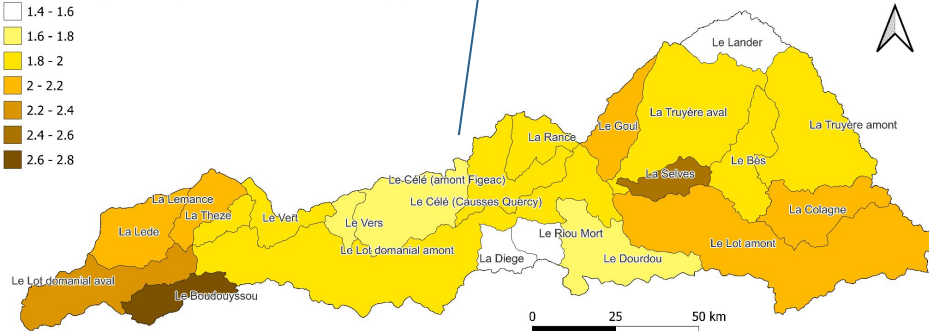 1.4 - 1.6
1.6 - 1.8
1.8 - 2
2 - 2.2
2.2 - 2.4
2.4 - 2.6
2.6 - 2.8
Le Lander
La Truyère aval
Le Goul
La Truyère amont
La Rance
Le Bès
La Selves
Le Célé (amont Figeac)
La Lemance
Le Célé (Causses Quercy)
La Colagne
La Theze
Le Vert
Le Vers
La Lede
Le Riou Mort
Le Lot amont
Le Lot domanial amont
La Diege
Le Dourdou
Le Lot domanial aval
Le Boudouyssou
0 25 50 km